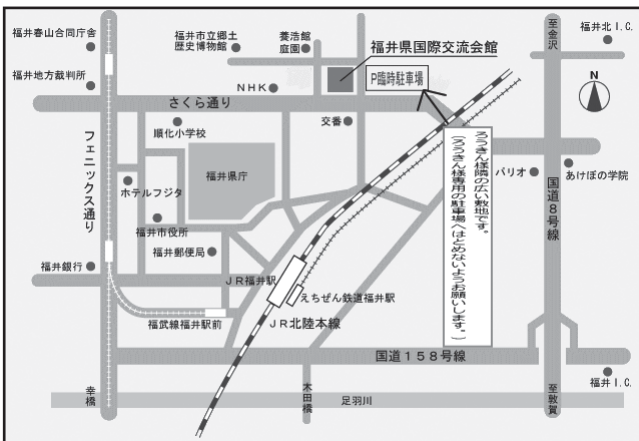 福井春山合同庁舎
福井市立郷土
歴史博物館
養浩館
庭園
福井県国際交流会館
至金沢
福井北I.C.
福井地方裁判所
NHK
P臨時駐車場
N
さくら通り
順化小学校
交番
フェニックス通り
福井県庁
ろうきん様隣の広い敷地です。
(ろうきん様専用の駐車場へはとめないようお願いします。)
パリオ
あけぼの学院
ホテルフジタ
国道8号線
福井市役所
福井郵便局
福井銀行
JR福井駅
えちぜん鉄道福井駅
福武線福井駅前
JR北陸本線
国道158号線
幸橋
木田橋
足羽川
至敦賀
福井I.C.